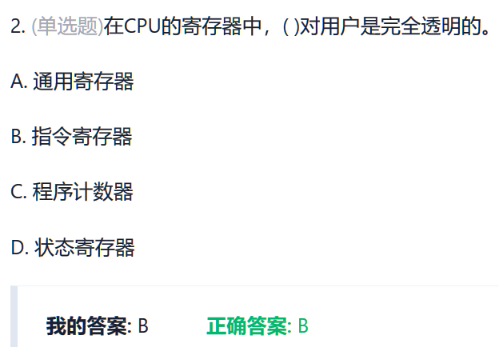 2. (单选题)在CPU的寄存器中，( )对用户是完全透明的。
A. 通用寄存器
B. 指令寄存器
C. 程序计数器
D. 状态寄存器
我的答案: B 正确答案: B